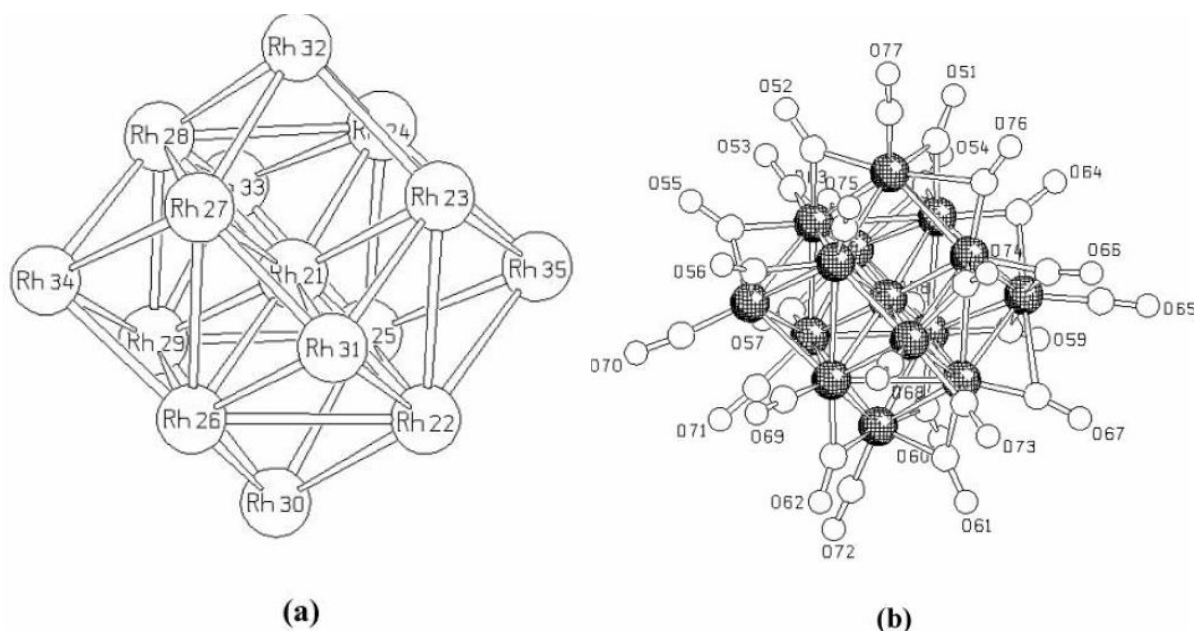 Rh 32
Rh 28
24
33
Rh 23
Rh 27
Rh 21
Rh 35
Rh 34
Rh 29
25
Rh 31
Rh 26
Rh 22
Rh 30
(a)
O77
O51
O52
O76
O53
O54
O64
O75
O55
O74
O66
O56
O65
O57
O59
O70
O68
O71
O69
O67
O60
O73
O62
O61
O72
(b)